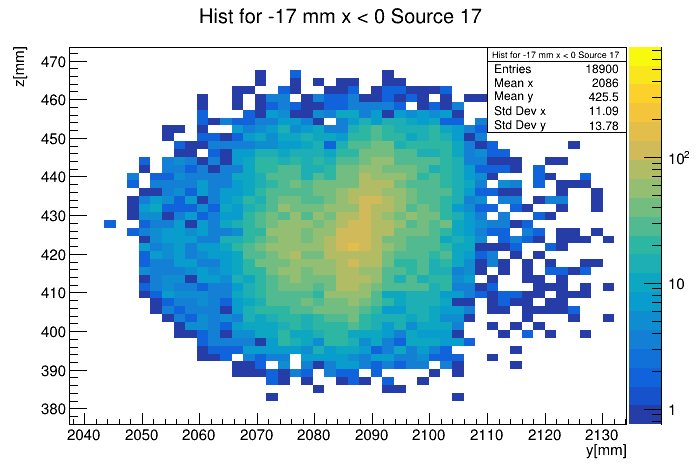 Hist for -17 mm x < 0 Source 17
z[mm]
470
460
450
440
430
420
410
400
390
380
Hist for -17 mm x < 0 Source 17
Entries 18900
Mean x 2086
Mean y 425.5
Std Dev x 11.09
Std Dev y 13.78
10²
10
1
2040 2050 2060 2070 2080 2090 2100 2110 2120 2130
y[mm]